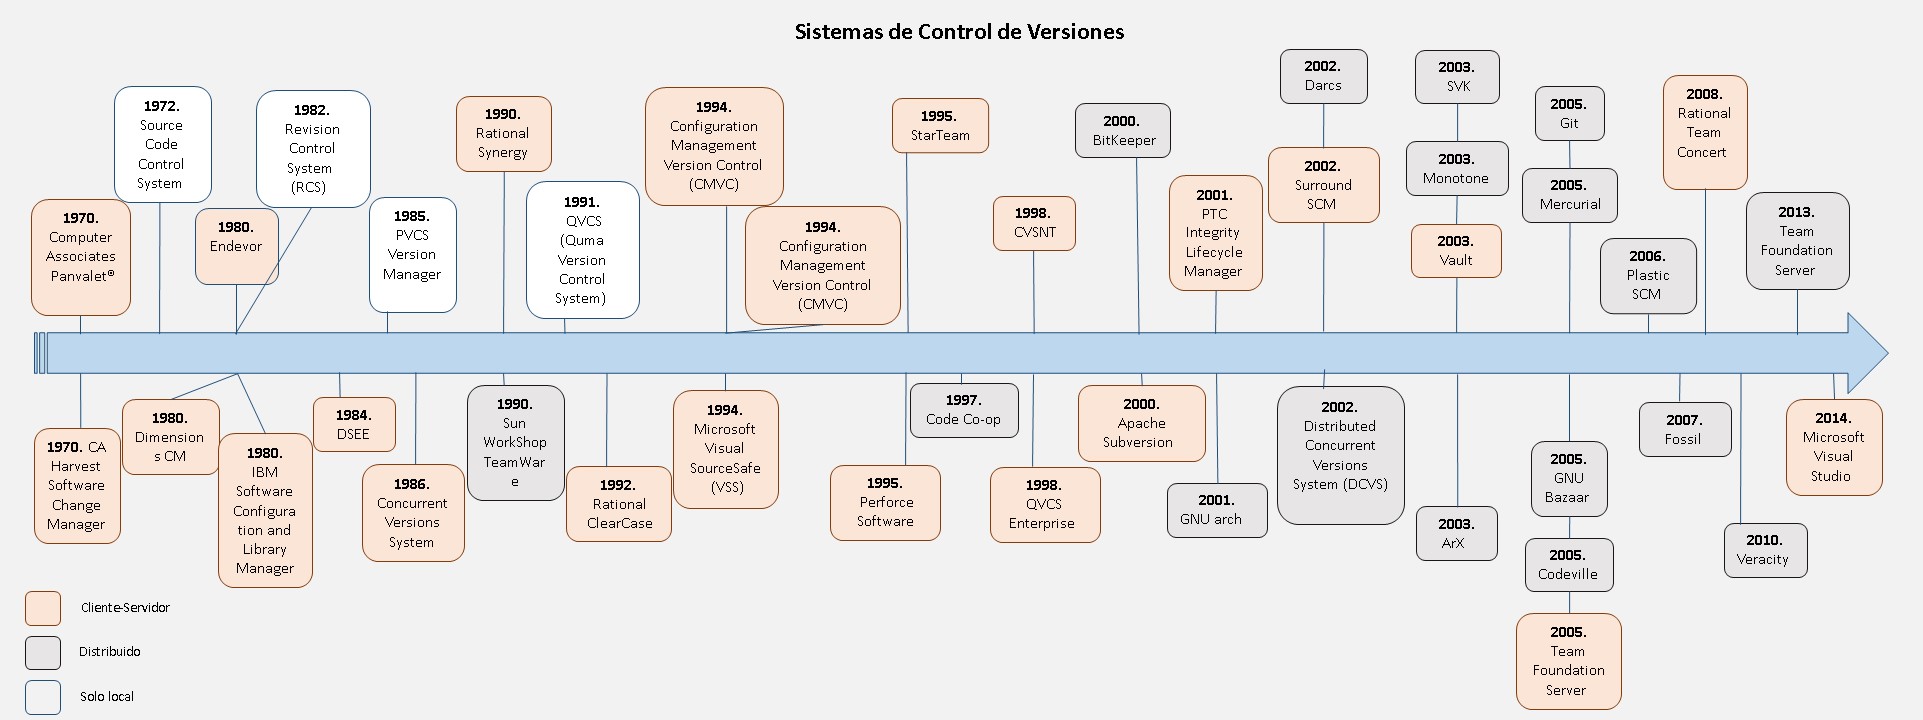 Sistemas de Control de Versiones
1970.
Computer
Associates
Panvalet®
1972.
Source
Code
Control
System
1980.
Endevor
1982.
Revision
Control
System
(RCS)
1985.
PVCS
Version
Manager
1990.
Rational
Synergy
1991.
QVCS
(Quma
Version
Control
System)
1994.
Configuration
Management
Version Control
(CMVC)
1994.
Configuration
Management
Version Control
(CMVC)
1995.
StarTeam
1998.
CVSNT
2000.
BitKeeper
2001.
PTC
Integrity
Lifecycle
Manager
2002.
Darcs
2002.
Surround
SCM
2003.
SVK
2003.
Monotone
2003.
Vault
2005.
Git
2005.
Mercurial
2006.
Plastic
SCM
2008.
Rational
Team
Concert
2013.
Team
Foundation
Server
1970. CA
Harvest
Software
Change
Manager
1980.
Dimension
s CM
1980.
IBM
Software
Configura
tion and
Library
Manager
1984.
DSEE
1986.
Concurrent
Versions
System
1990.
Sun
WorkShop
TeamWar
e
1992.
Rational
ClearCase
1994.
Microsoft
Visual
SourceSafe
(VSS)
1995.
Perforce
Software
1997.
Code Co-op
1998.
QVCS
Enterprise
2000.
Apache
Subversion
2001.
GNU arch
2002.
Distributed
Concurrent
Versions
System (DCVS)
2003.
ArX
2005.
GNU
Bazaar
2005.
Codeville
2005.
Team
Foundation
Server
2007.
Fossil
2010.
Veracity
2014.
Microsoft
Visual
Studio
Cliente-Servidor
Distribuido
Solo local